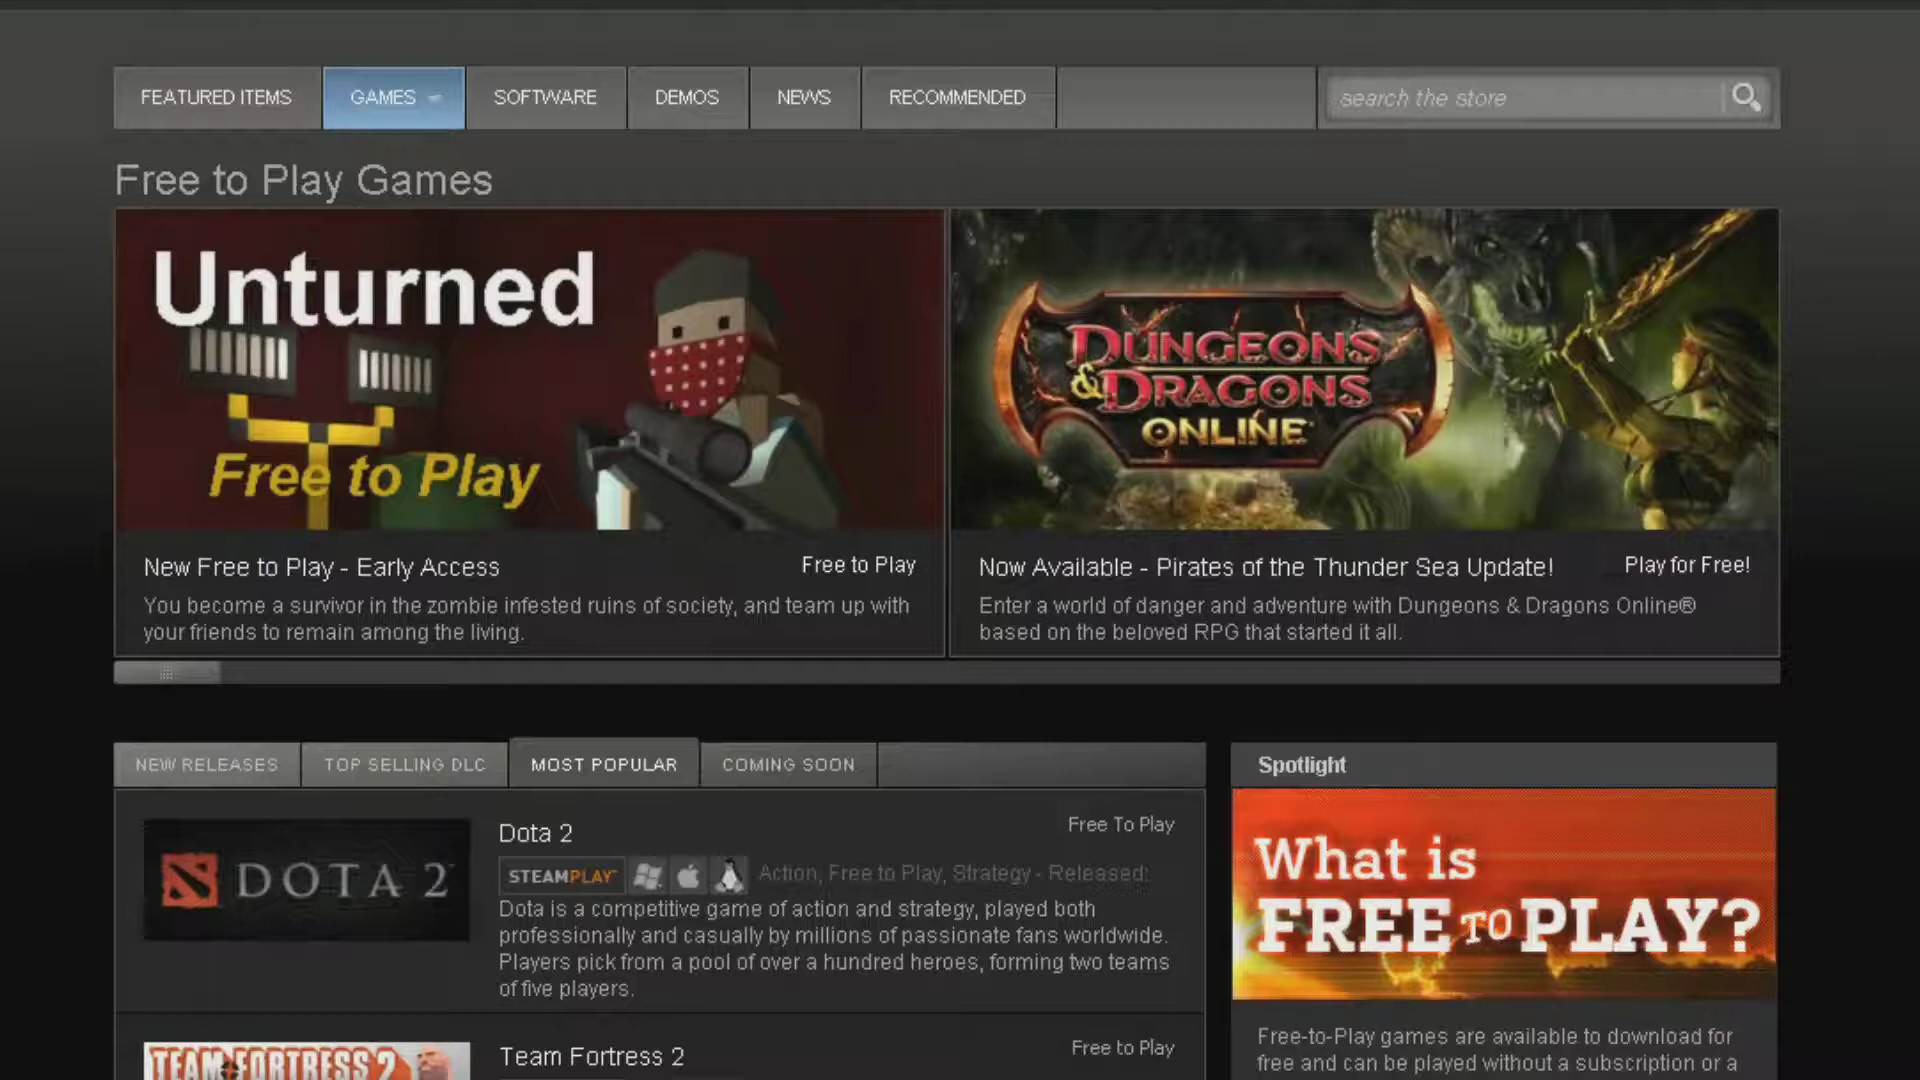 FEATURED ITEMS GAMES SOFTWARE DEMOS NEWS RECOMMENDED search the store
Free to Play Games
Unturned
Free to Play
DUNGEONS
& DRAGONS
ONLINE
New Free to Play - Early Access Free to Play
You become a survivor in the zombie infested ruins of society, and team up with
your friends to remain among the living.
Now Available - Pirates of the Thunder Sea Update! Play for Free!
Enter a world of danger and adventure with Dungeons & Dragons Online®
based on the beloved RPG that started it all.
NEW RELEASES TOP SELLING DLC MOST POPULAR COMING SOON
DOTA 2
Dota 2 Free To Play
STEAMPLAY Action, Free to Play, Strategy - Released:
Dota is a competitive game of action and strategy, played both
professionally and casually by millions of passionate fans worldwide.
Players pick from a pool of over a hundred heroes, forming two teams
of five players.
TEAM FORTRESS 2
Team Fortress 2 Free to Play
Spotlight
What is
FREE TO PLAY?
Free-to-Play games are available to download for
free and can be played without a subscription or a